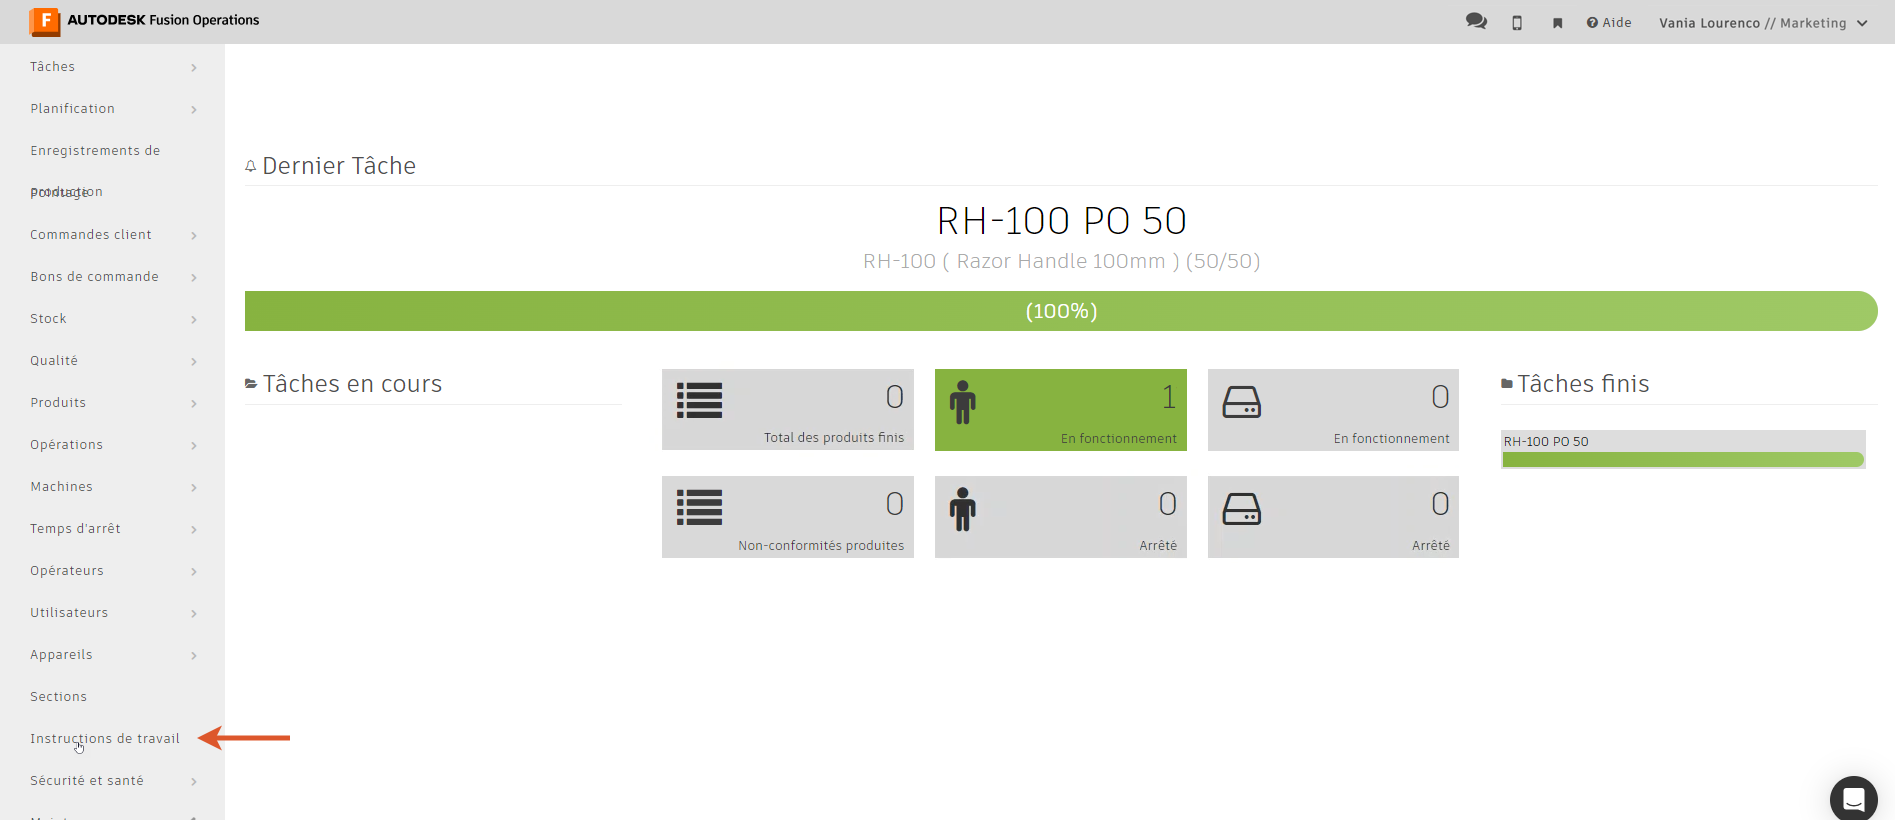 AUTODESK Fusion Operations
Aide
Vania Lourenco // Marketing
Tâches
Planification
Enregistrements de
production
Pointage
Commandes client
Bons de commande
Stock
Qualité
Produits
Opérations
Machines
Temps d'arrêt
Opérateurs
Utilisateurs
Appareils
Sections
Instructions de travail
Sécurité et santé
Dernier Tâche
RH-100 PO 50
RH-100 ( Razor Handle 100mm ) (50/50)
(100%)
Tâches en cours
0
Total des produits finis
1
En fonctionnement
0
En fonctionnement
0
Non-conformités produites
0
Arrêté
0
Arrêté
Tâches finis
RH-100 PO 50